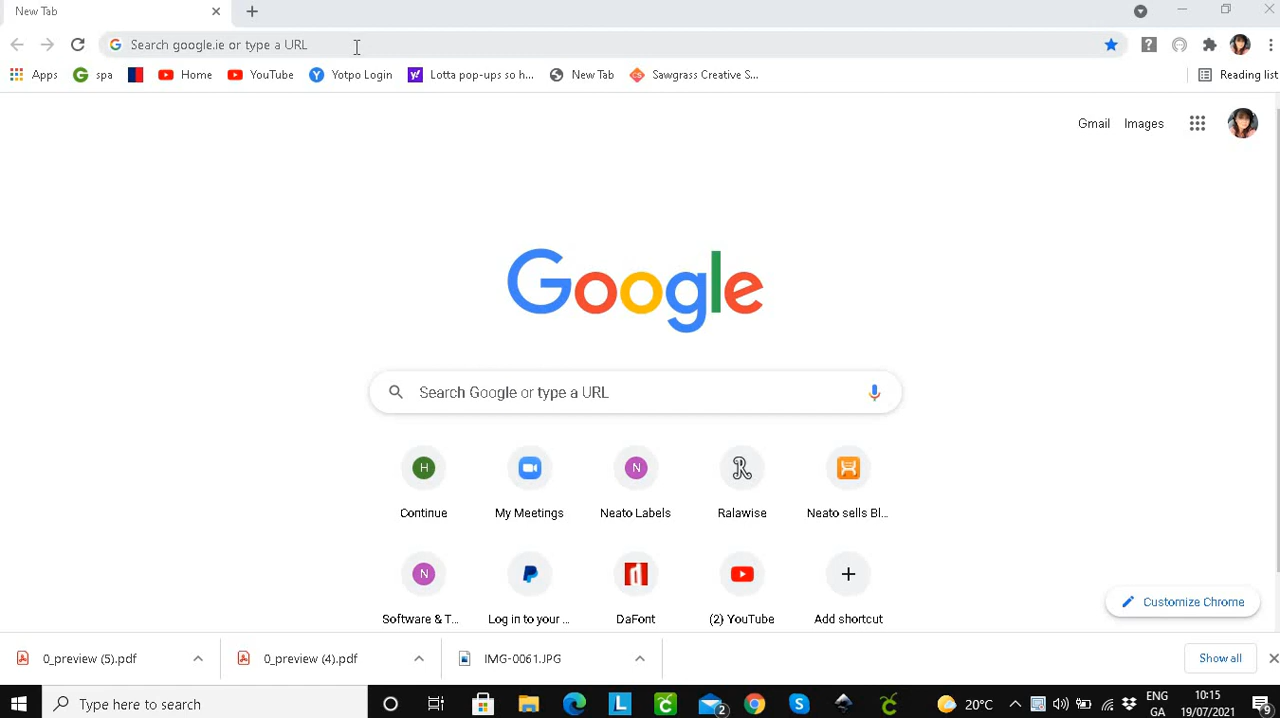 New Tab
Search google.ie or type a URL
Apps
spa
Home
YouTube
Yotpo Login
Lotta pop-ups so h...
New Tab
Sawgrass Creative S...
Reading list
Gmail
Images
Google
Search Google or type a URL
H
Continue
My Meetings
N
Neato Labels
Ralawise
Neato sells Bl...
N
Software & T...
Log in to your ...
DaFont
(2) YouTube
Add shortcut
Customize Chrome
0_preview (5).pdf
0_preview (4).pdf
IMG-0061.JPG
Show all
Type here to search
L
2
20°C
ENG
GA
10:15
19/07/2021
9